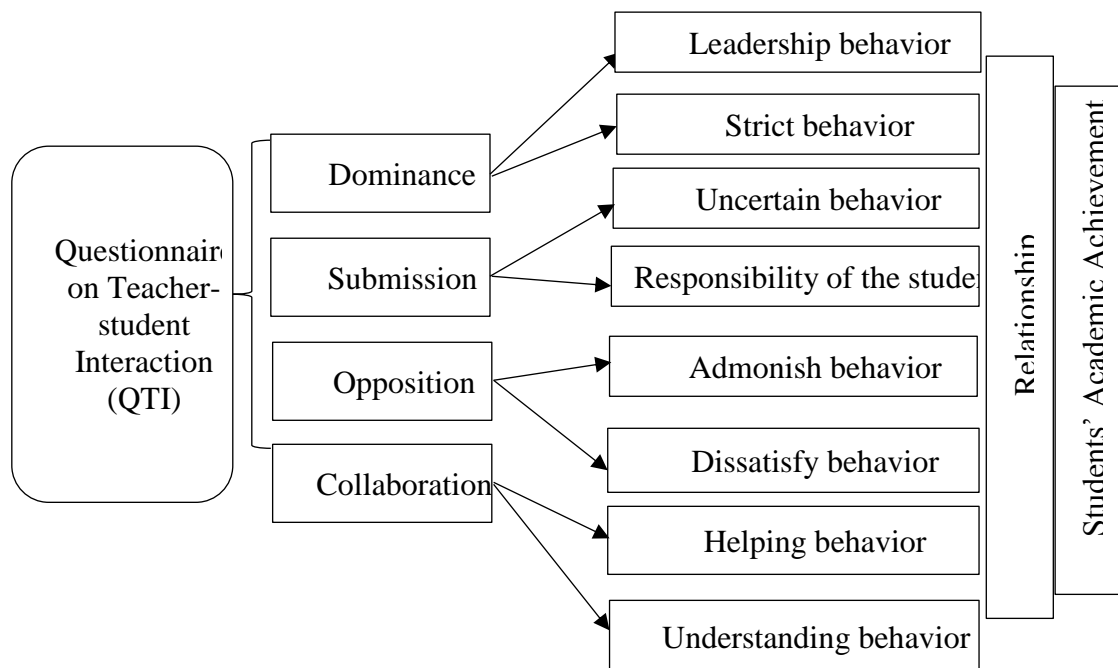 Questionnair
on Teacher-
student
Interaction
(QTI)
Dominance
Submission
Opposition
Collaboration
Leadership behavior
Strict behavior
Uncertain behavior
Responsibility of the stude
Admonish behavior
Dissatisfy behavior
Helping behavior
Understanding behavior
Relationship
Students’ Academic Achievement